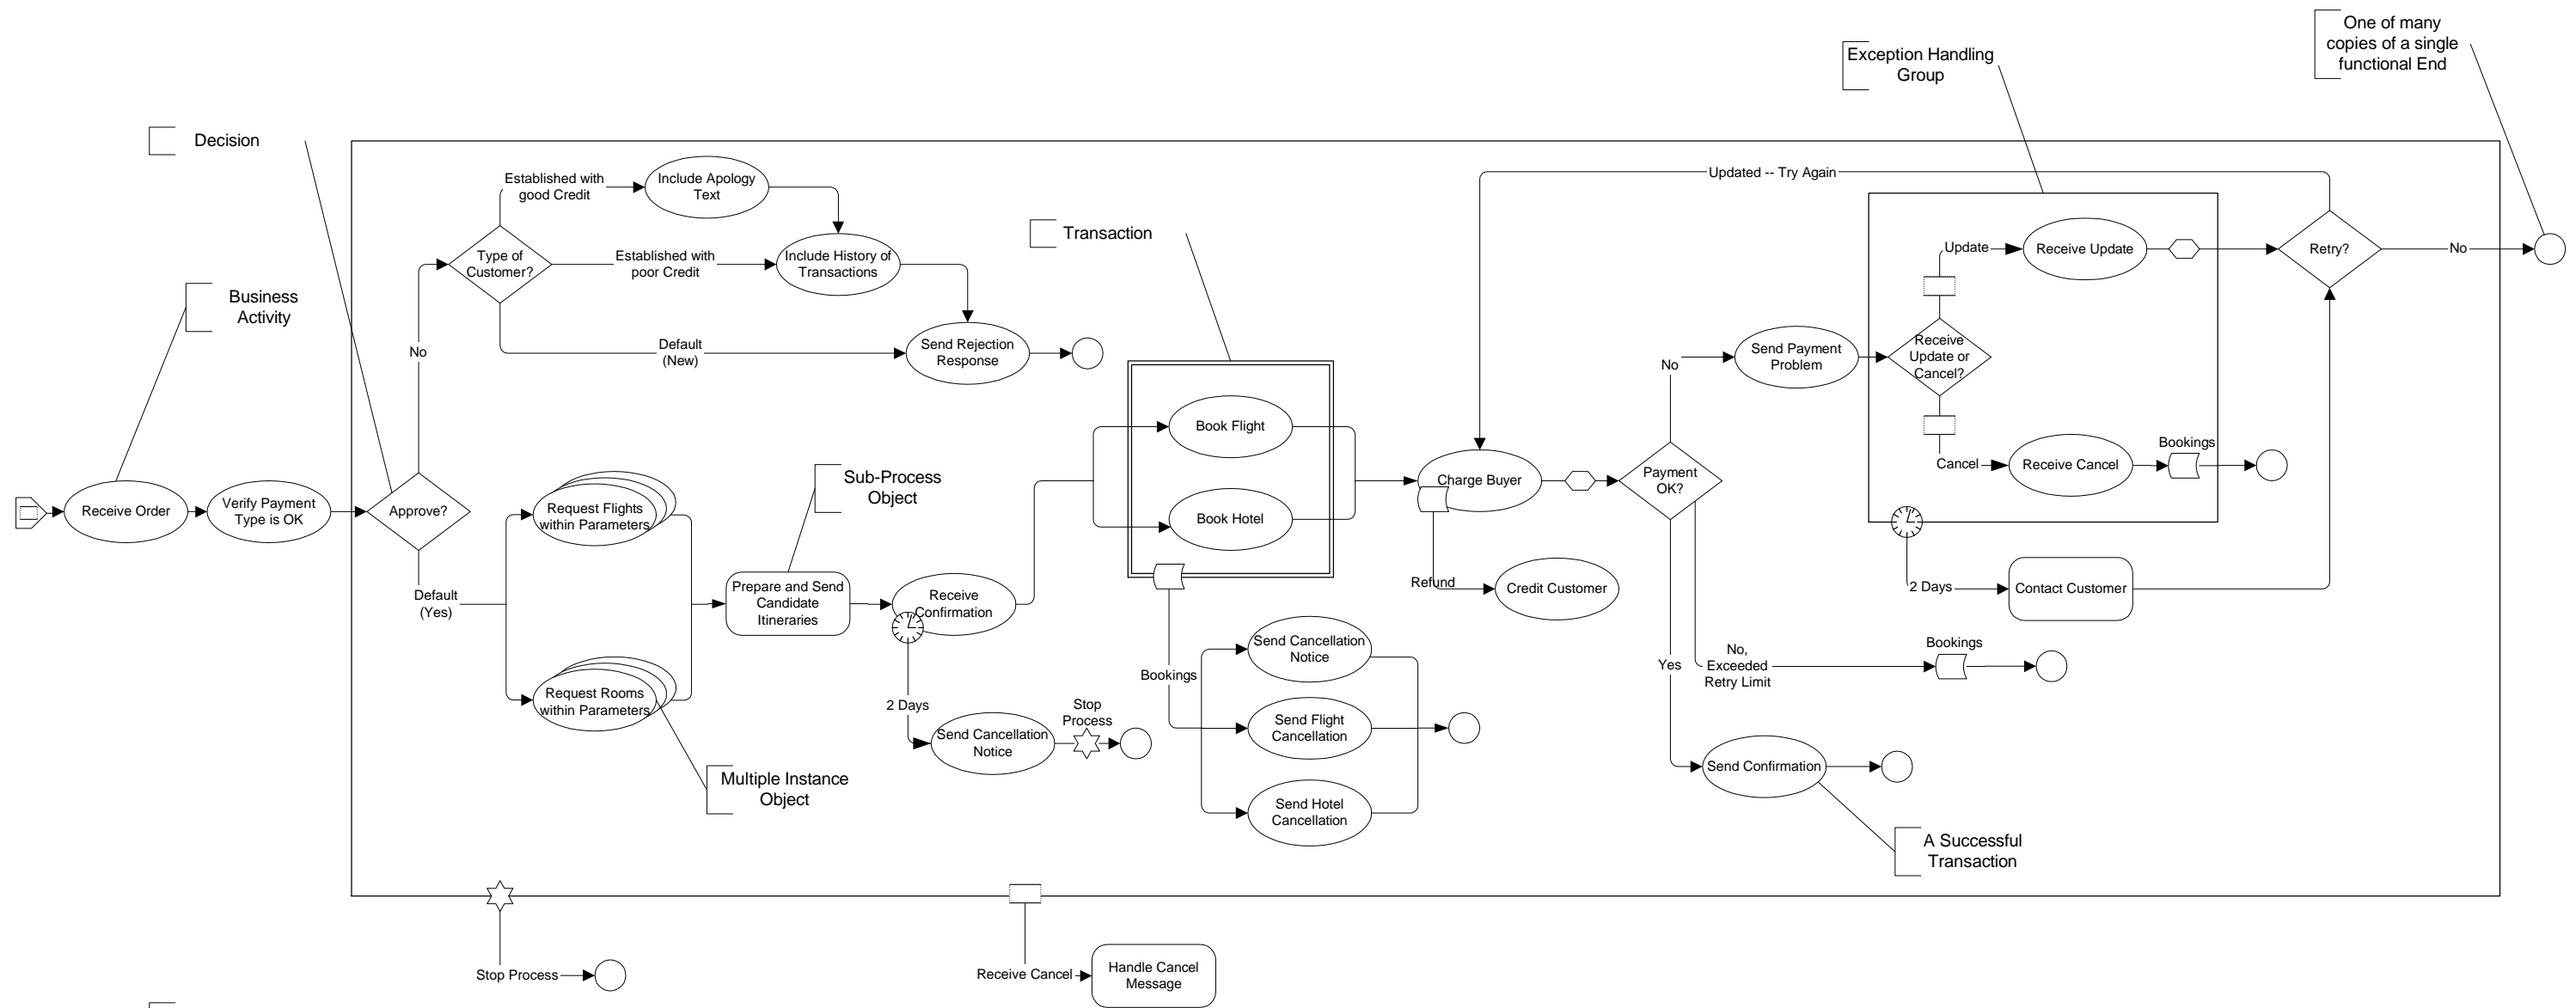 One of many
copies of a single
functional End
Exception Handling
Group
Decision
Established with
good Credit
Include Apology
Text
Updated -- Try Again
Transaction
Type of
Customer?
Established with
poor Credit
Include History of
Transactions
Update
Receive Update
Retry?
No
Business
Activity
No
Default
(New)
Send Rejection
Response
No
Send Payment
Problem
Receive
Update or
Cancel?
Book Flight
Bookings
Cancel
Receive Cancel
Sub-Process
Object
Charge Buyer
Payment
OK?
Receive Order
Verify Payment
Type is OK
Approve?
Request Flights
within Parameters
Book Hotel
Default
(Yes)
Prepare and Send
Candidate
Itineraries
Receive
Confirmation
Refund
Credit Customer
2 Days
Contact Customer
Send Cancellation
Notice
Bookings
Yes
No,
Exceeded
Retry Limit
Bookings
Request Rooms
within Parameters
2 Days
Stop
Process
Send Cancellation
Notice
Send Flight
Cancellation
Send Confirmation
Multiple Instance
Object
Send Hotel
Cancellation
A Successful
Transaction
Stop Process
Receive Cancel
Handle Cancel
Message